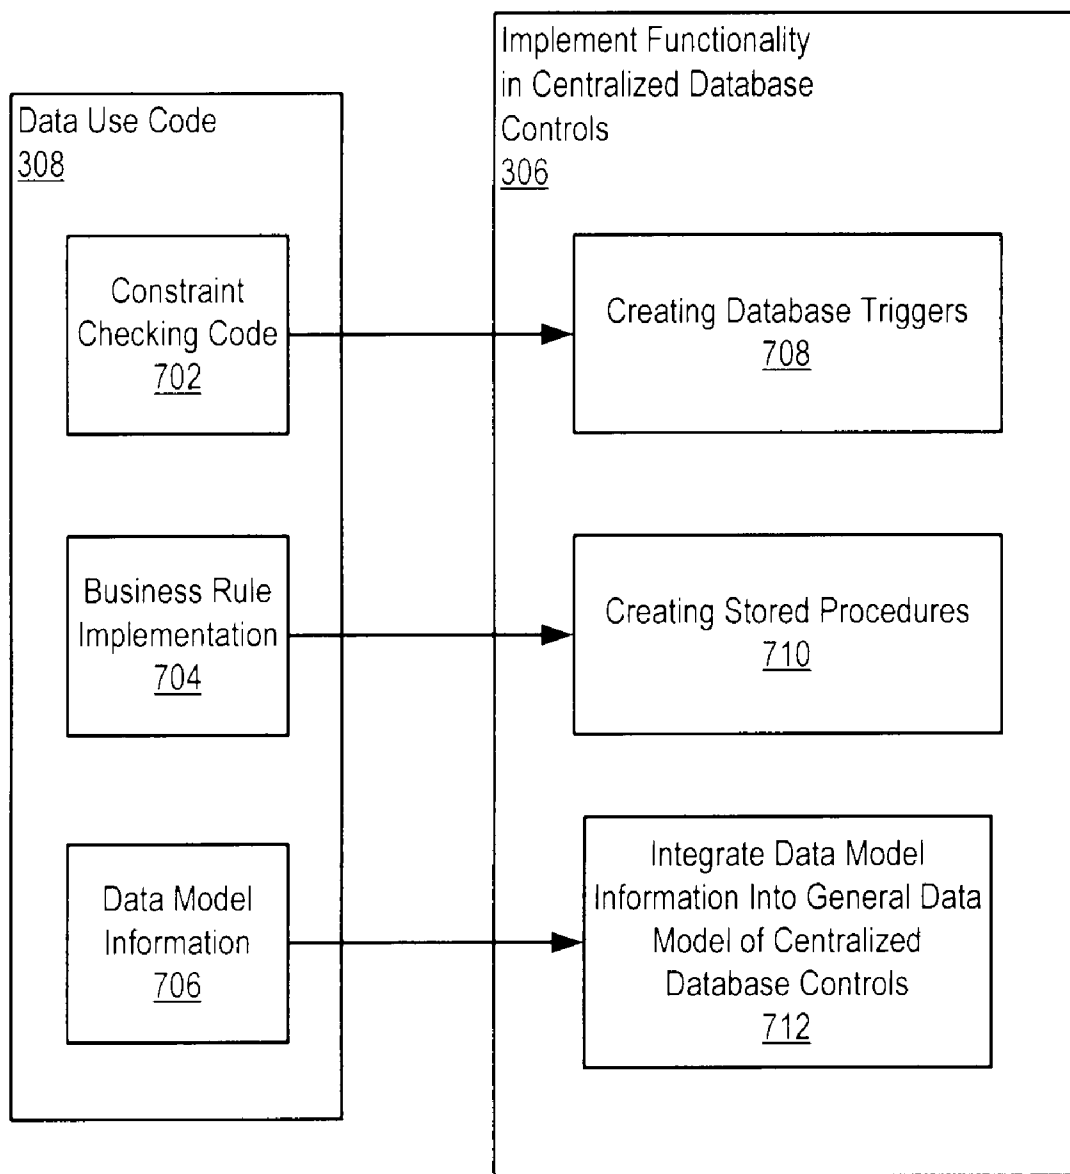 Implement Functionality
in Centralized Database
Controls
306
Data Use Code
308
Constraint
Checking Code
702
Creating Database Triggers
708
Business Rule
Implementation
704
Creating Stored Procedures
710
Data Model
Information
706
Integrate Data Model
Information Into General Data
Model of Centralized
Database Controls
712